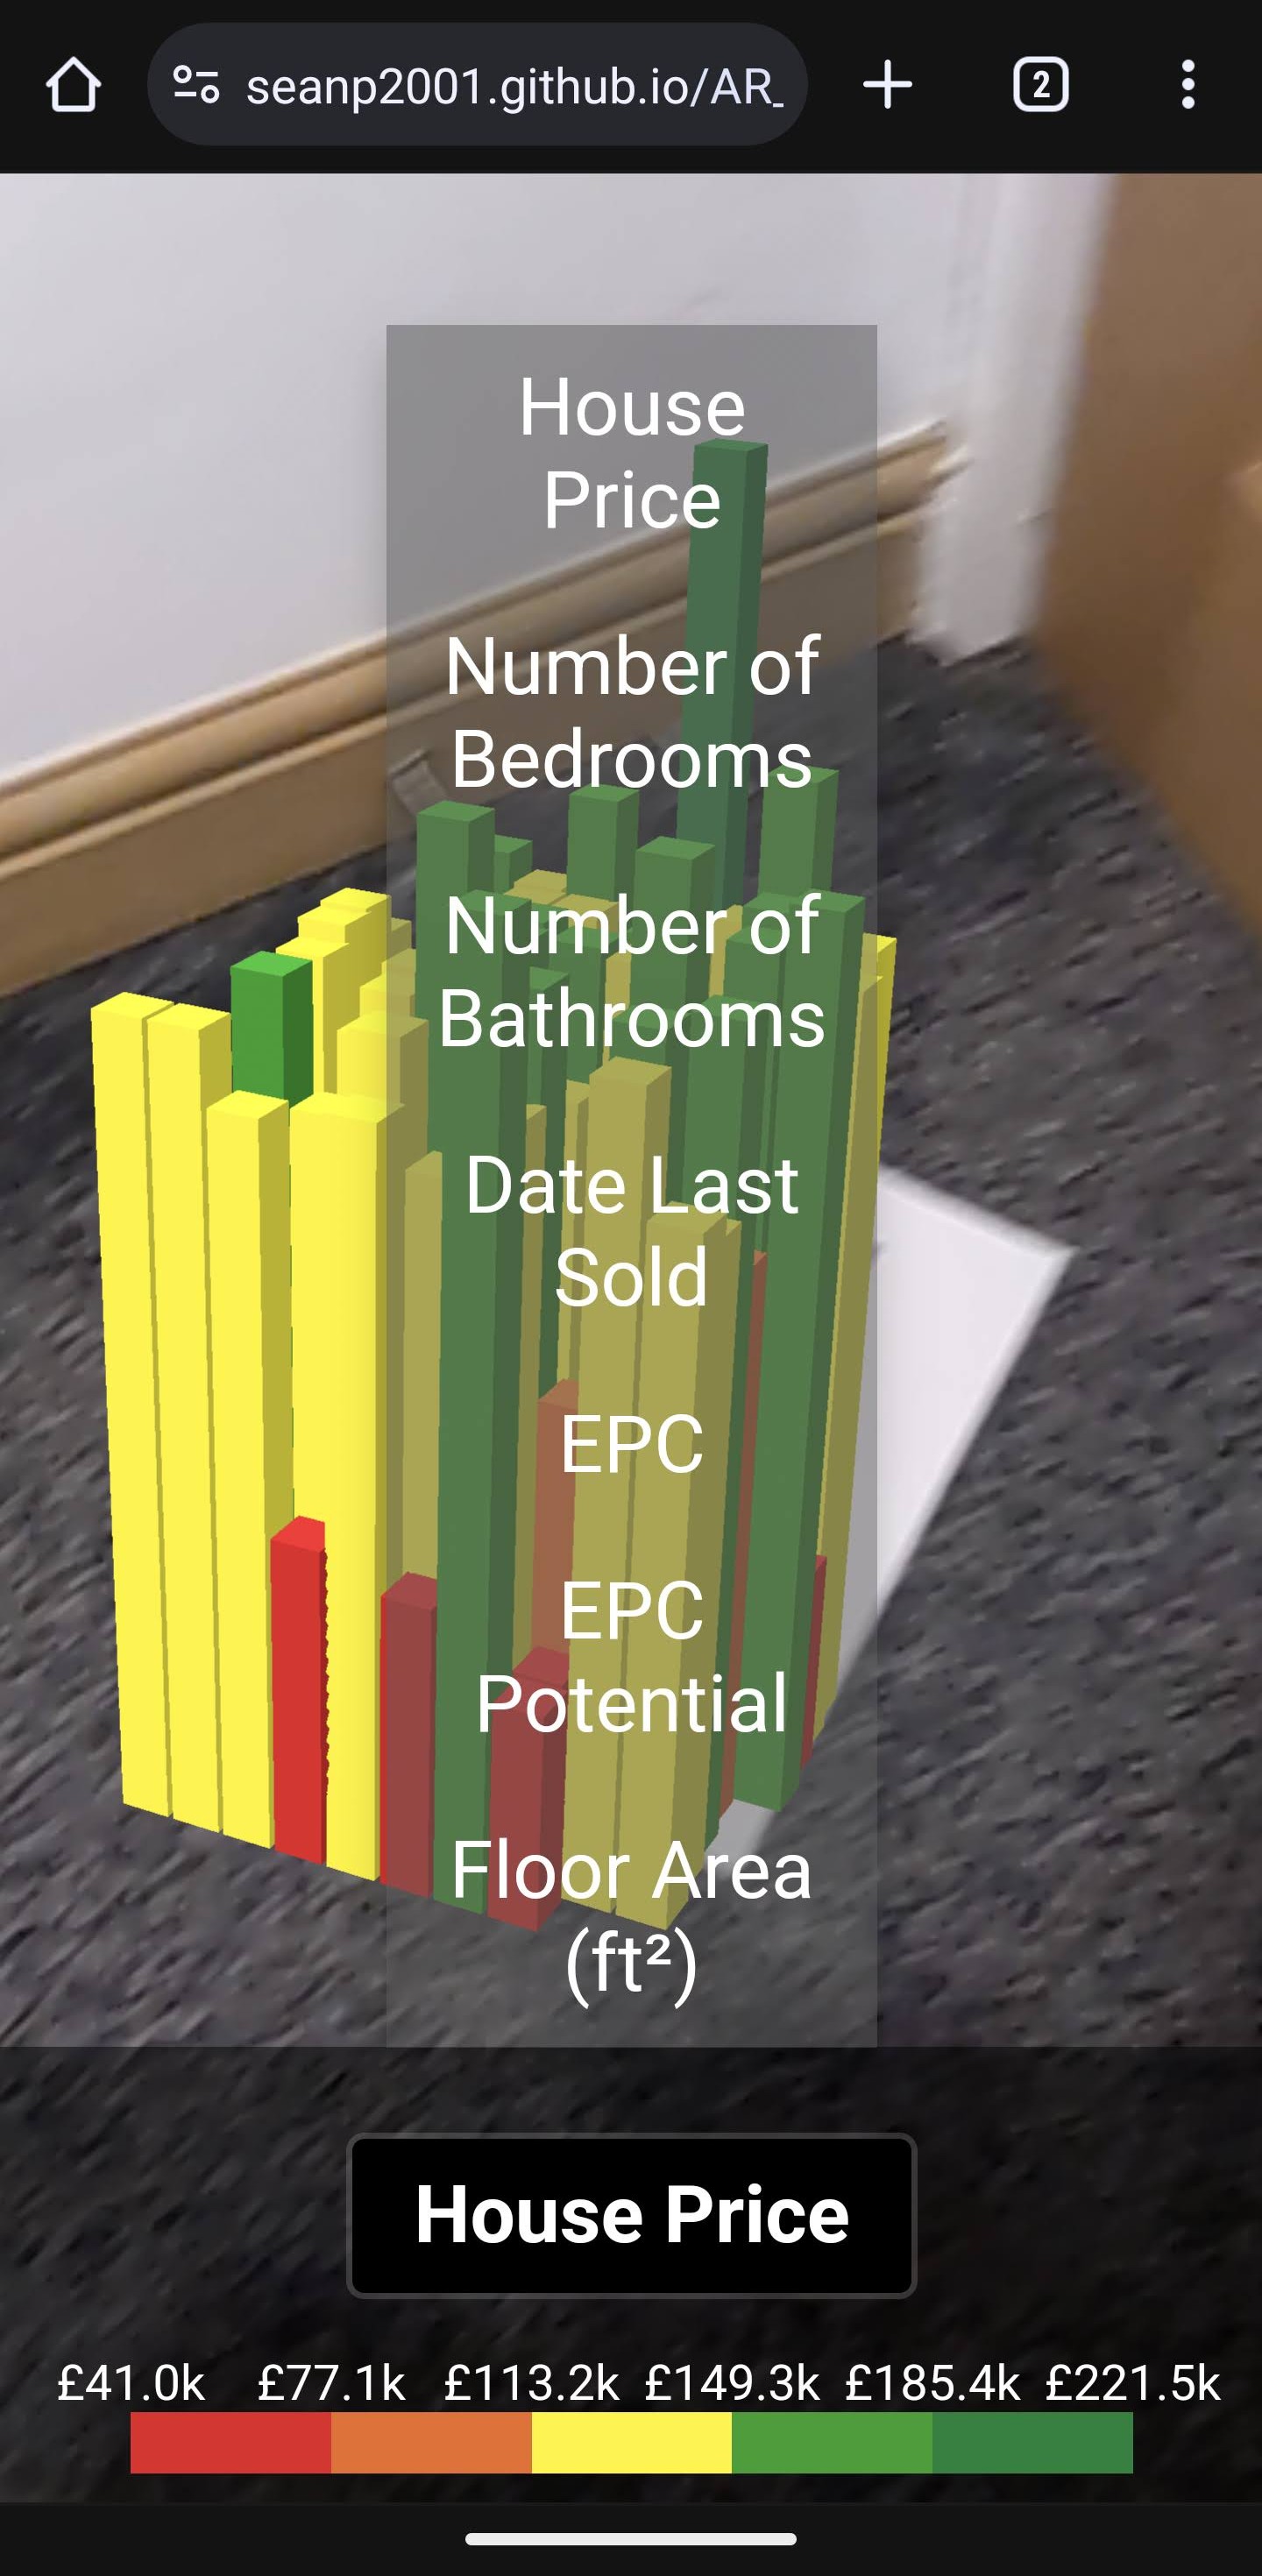 seanp2001.github.io/AR_
2
House
Price
Number of
Bedrooms
Number of
Bathrooms
Date Last
Sold
EPC
EPC
Potential
Floor Area
(ft²)
House Price
£41.0k £77.1k £113.2k £149.3k £185.4k £221.5k